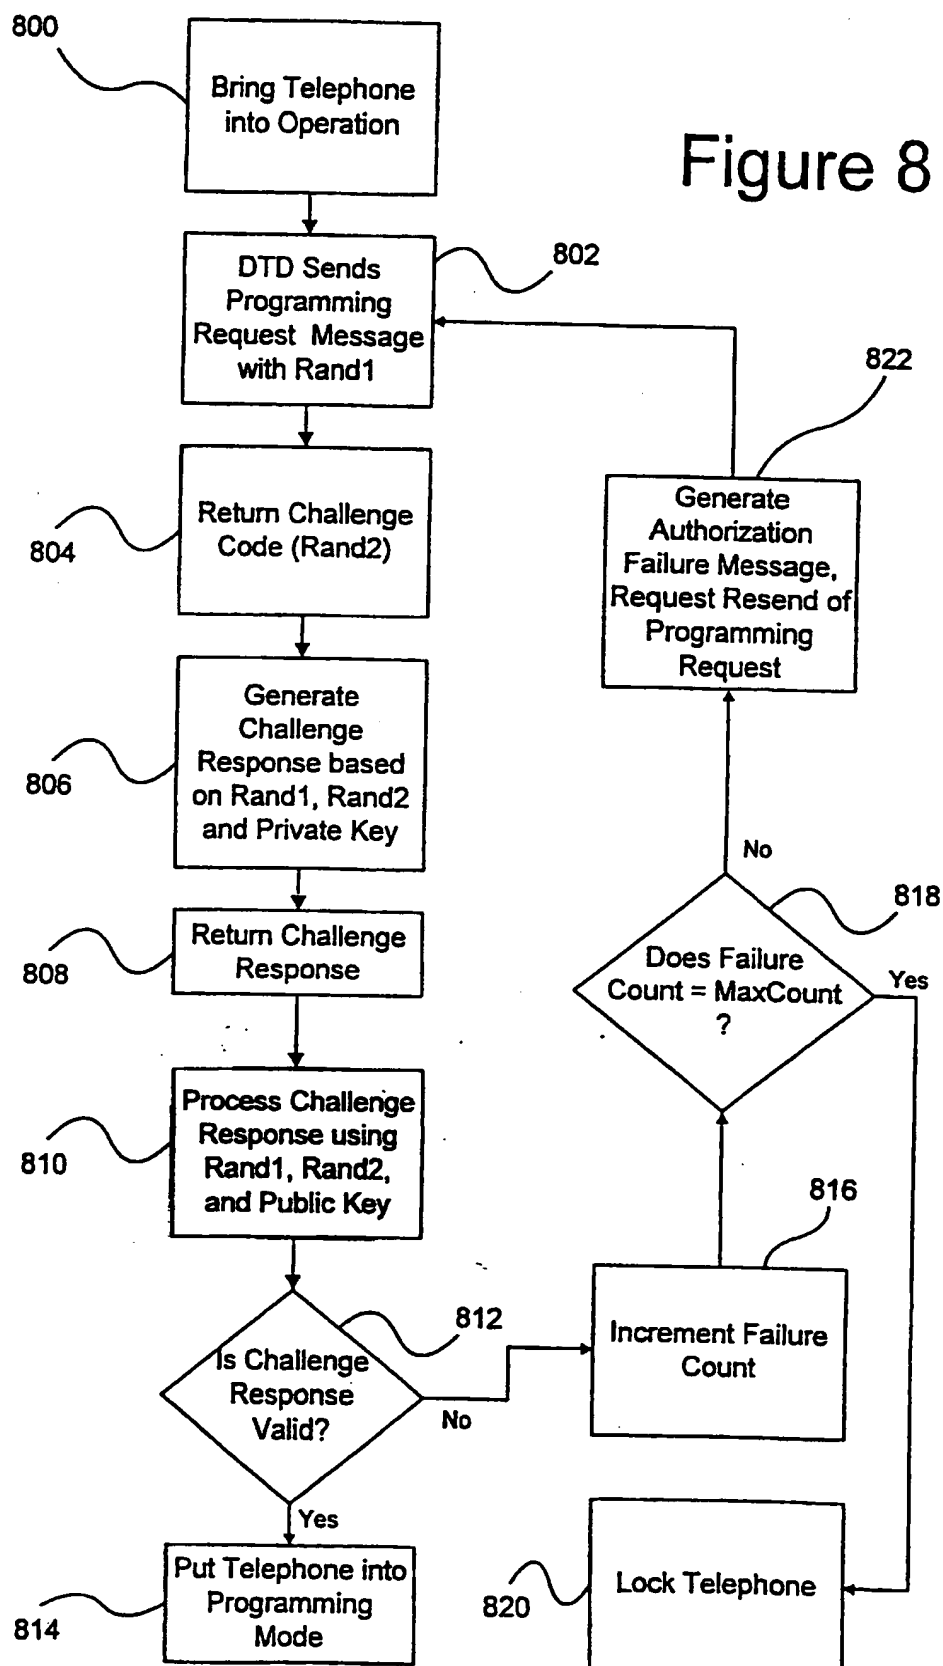 800
Bring Telephone
into Operation
Figure 8
802
DTD Sends
Programming
Request Message
with Rand1
822
804
Return Challenge
Code (Rand2)
Generate
Authorization
Failure Message,
Request Resend of
Programming
Request
806
Generate
Challenge
Response based
on Rand1, Rand2
and Private Key
No
818
808
Return Challenge
Response
Does Failure
Count = MaxCount
?
Yes
810
Process Challenge
Response using
Rand1, Rand2,
and Public Key
816
812
Is Challenge
Response
Valid?
No
Increment Failure
Count
Yes
814
Put Telephone into
Programming
Mode
820
Lock Telephone